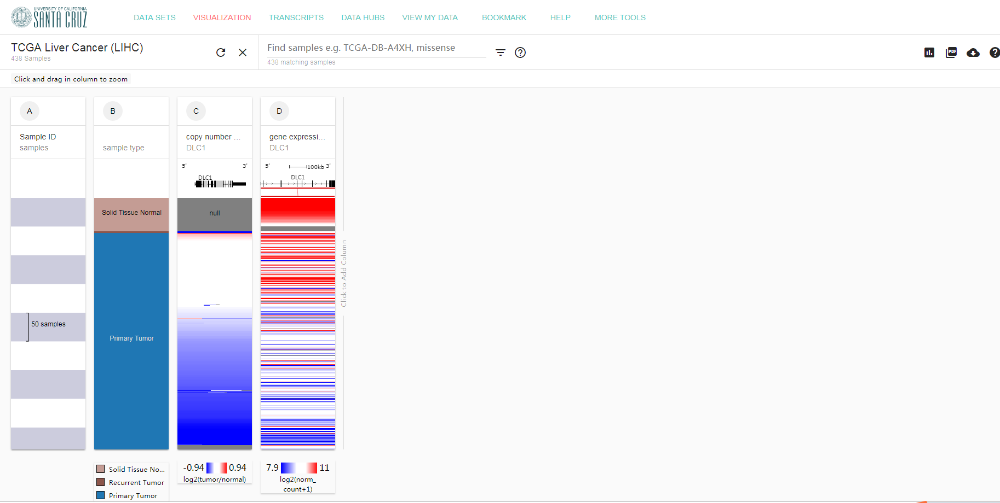 UNIVERSITY OF CALIFORNIA
SANTA CRUZ
DATA SETS
VISUALIZATION
TRANSCRIPTS
DATA HUBS
VIEW MY DATA
BOOKMARK
HELP
MORE TOOLS
TCGA Liver Cancer (LIHC)
438 Samples
Find samples e.g. TCGA-DB-A4XH, missense
438 matching samples
PDF
Click and drag in column to zoom
A
Sample ID
samples
50 samples
B
sample type
Solid Tissue Normal
Primary Tumor
C
copy number ...
DLC1
5' 3'
DLC1
null
D
gene expressi...
DLC1
5' 100kb 3'
DLC1
Click to Add Column
Solid Tissue No...
Recurrent Tumor
Primary Tumor
-0.94 0.94
log2(tumor/normal)
7.9 11
log2(norm_
count+1)